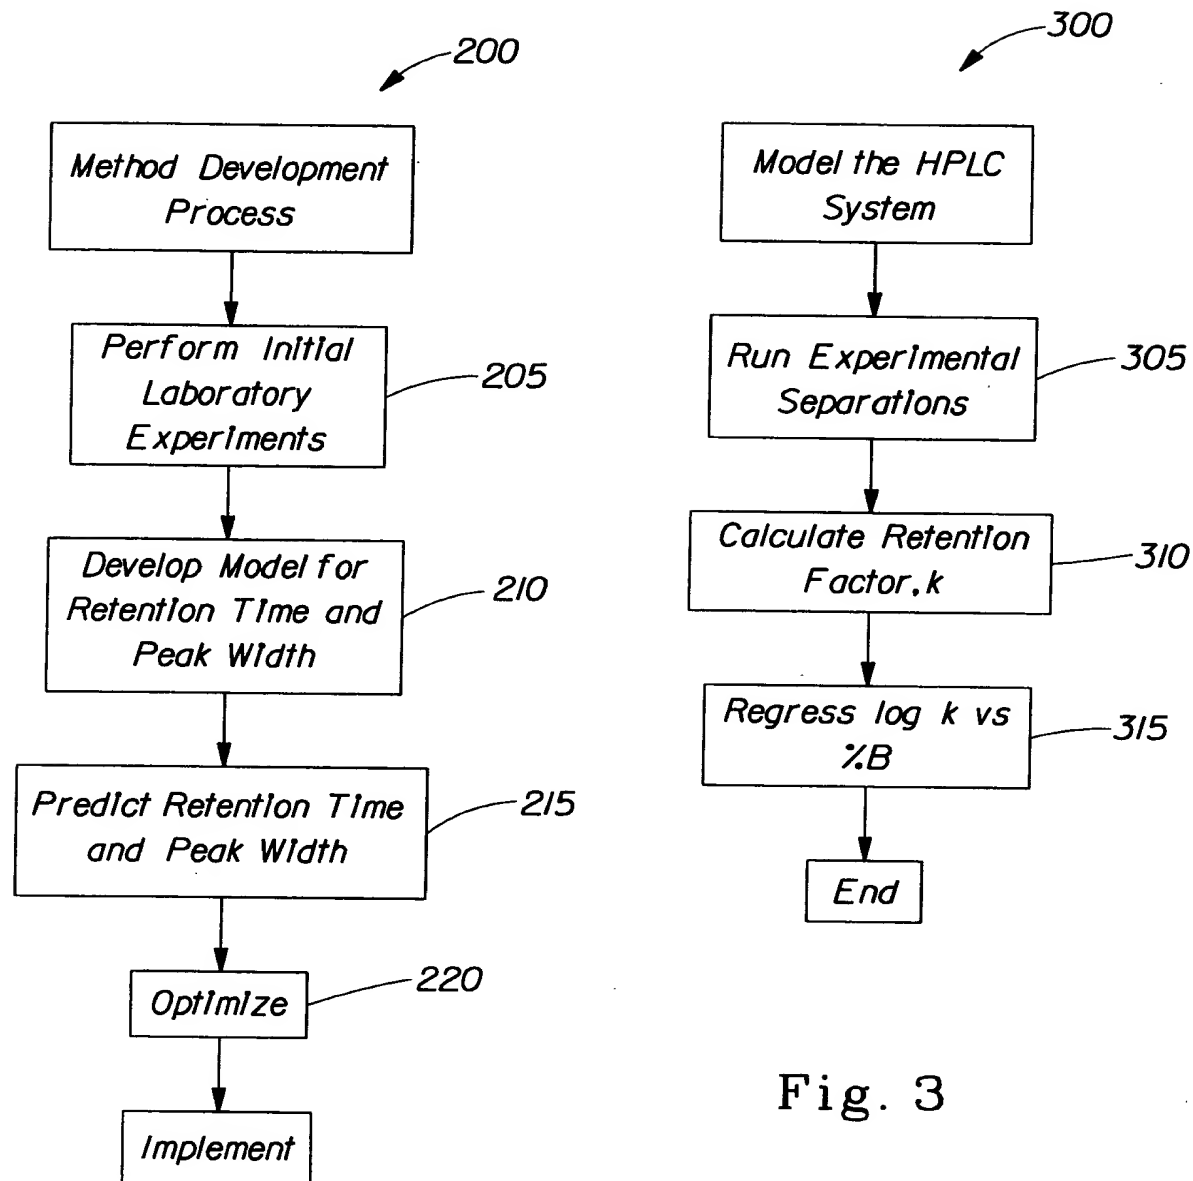 200
Method Development
Process
Perform Initial
Laboratory
Experiments
205
Develop Model for
Retention Time and
Peak Width
210
Predict Retention Time
and Peak Width
215
Optimize
220
Implement
300
Model the HPLC
System
Run Experimental
Separations
305
Calculate Retention
Factor, k
310
Regress log k vs
%B
315
End
Fig. 3